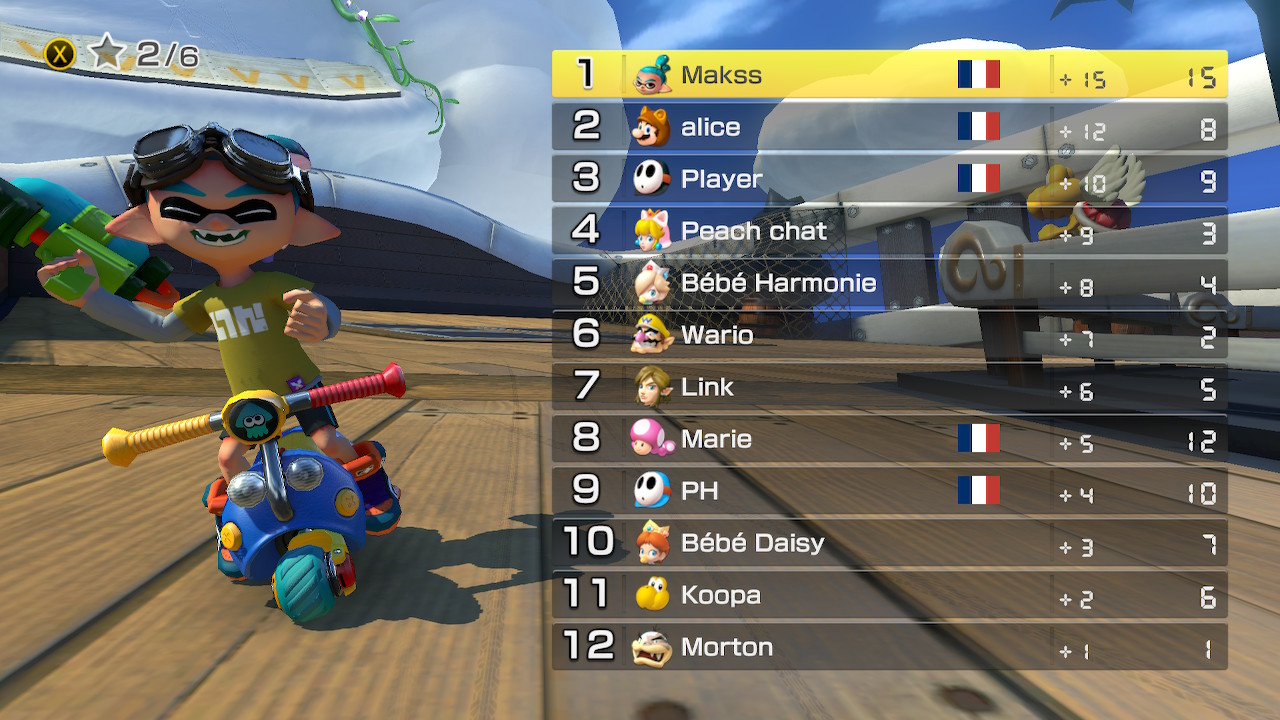 X 2/6
1 Makss + 15 15
2 alice + 12 8
3 Player + 10 9
4 Peach chat + 9 3
5 Bébé Harmonie + 8 4
6 Wario + 7 2
7 Link + 6 5
8 Marie + 5 12
9 PH + 4 10
10 Bébé Daisy + 3 7
11 Koopa + 2 6
12 Morton + 1 1